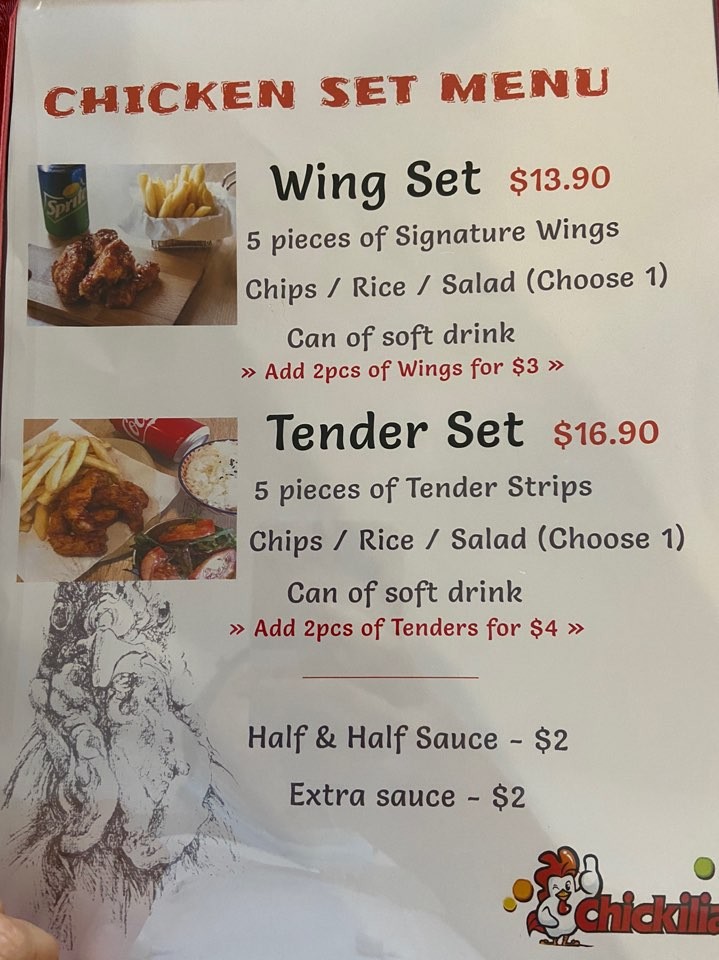 CHICKEN SET MENU
Wing Set $13.90
5 pieces of Signature Wings
Chips / Rice / Salad (Choose 1)
Can of soft drink
» Add 2pcs of Wings for $3 »
Tender Set $16.90
5 pieces of Tender Strips
Chips / Rice / Salad (Choose 1)
Can of soft drink
» Add 2pcs of Tenders for $4 »
Half & Half Sauce - $2
Extra sauce - $2
Chickilia
Sprite